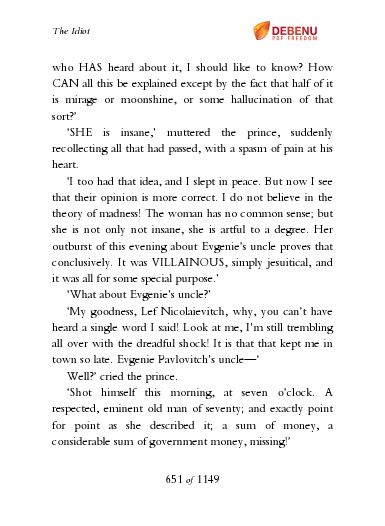 The Idiot
DEBENU
PDF FREEDOM
who HAS heard about it, I should like to know? How
CAN all this be explained except by the fact that half of it
is mirage or moonshine, or some hallucination of that
sort?’
‘SHE is insane,’ muttered the prince, suddenly
recollecting all that had passed, with a spasm of pain at his
heart.
‘I too had that idea, and I slept in peace. But now I see
that their opinion is more correct. I do not believe in the
theory of madness! The woman has no common sense; but
she is not only not insane, she is artful to a degree. Her
outburst of this evening about Evgenie’s uncle proves that
conclusively. It was VILLAINOUS, simply jesuitical, and
it was all for some special purpose.’
‘What about Evgenie’s uncle?’
‘My goodness, Lef Nicolaievitch, why, you can’t have
heard a single word I said! Look at me, I’m still trembling
all over with the dreadful shock! It is that that kept me in
town so late. Evgenie Pavlovitch’s uncle—‘
Well?’ cried the prince.
‘Shot himself this morning, at seven o’clock. A
respected, eminent old man of seventy; and exactly point
for point as she described it; a sum of money, a
considerable sum of government money, missing!’
651 of 1149